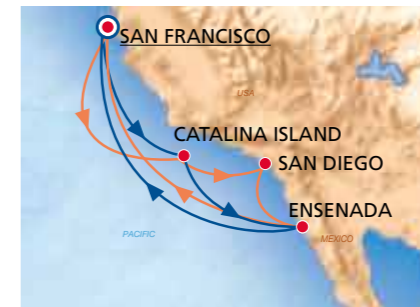 SAN FRANCISCO
USA
CATALINA ISLAND
SAN DIEGO
ENSENADA
PACIFIC
MEXICO